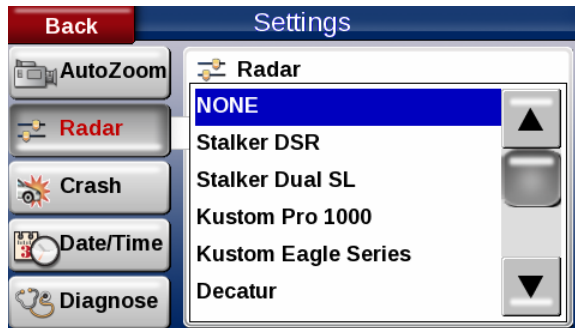 Back
Settings
AutoZoom
Radar
Crash
Date/Time
Diagnose
Radar
NONE
Stalker DSR
Stalker Dual SL
Kustom Pro 1000
Kustom Eagle Series
Decatur